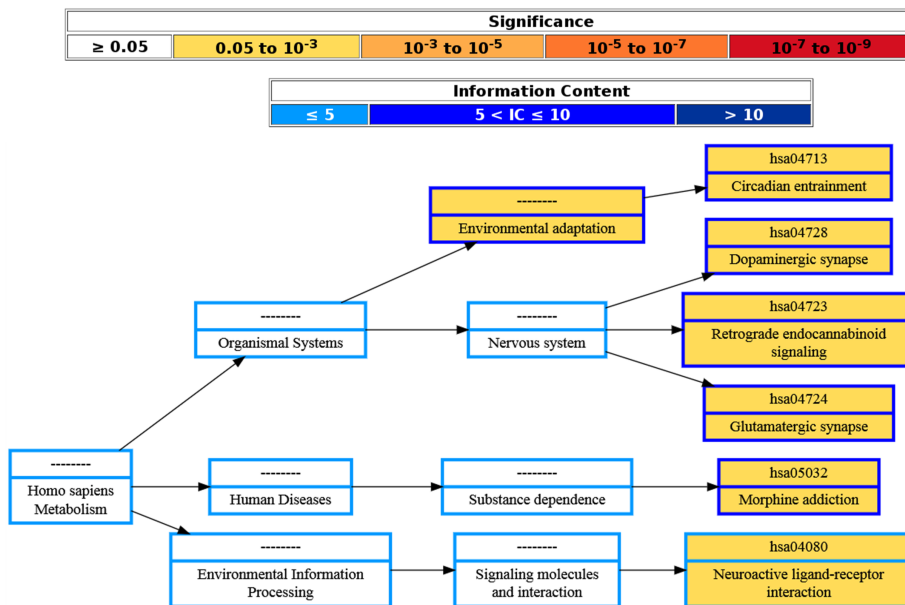 Significance
≥ 0.05 0.05 to 10⁻³ 10⁻³ to 10⁻⁵ 10⁻⁵ to 10⁻⁷ 10⁻⁷ to 10⁻⁹
Information Content
≤ 5 5 < IC ≤ 10 > 10
hsa04713
Circadian entrainment
--------
Environmental adaptation
hsa04728
Dopaminergic synapse
--------
Organismal Systems
--------
Nervous system
hsa04723
Retrograde endocannabinoid
signaling
hsa04724
Glutamatergic synapse
--------
Homo sapiens
Metabolism
--------
Human Diseases
--------
Substance dependence
hsa05032
Morphine addiction
--------
Environmental Information
Processing
--------
Signaling molecules
and interaction
hsa04080
Neuroactive ligand-receptor
interaction